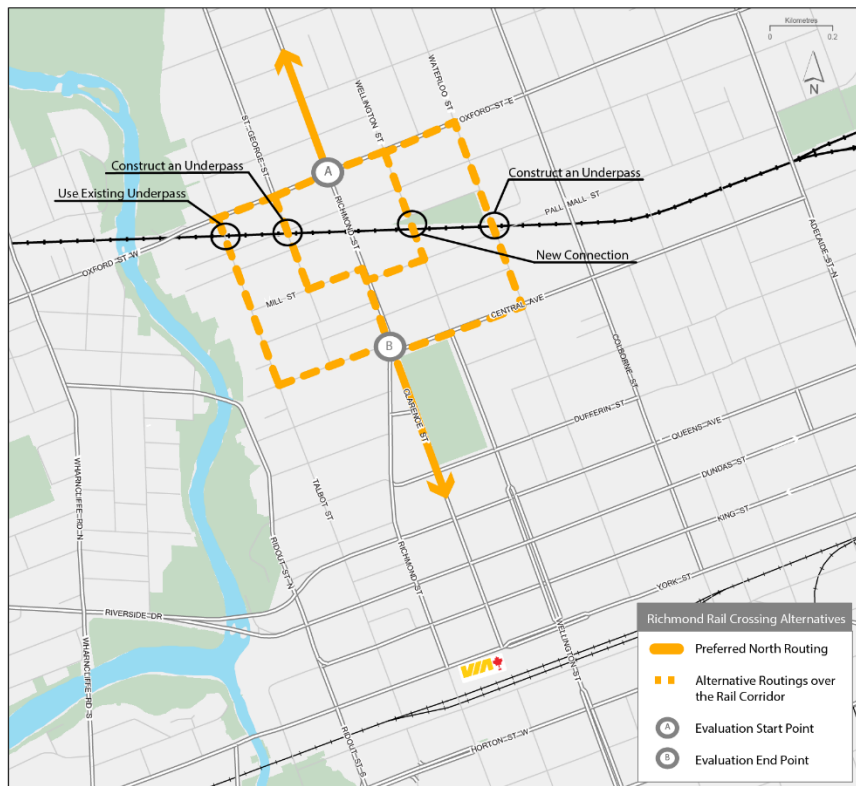 Kilometres
0 0.2
N
WATERLOO ST
WELLINGTON ST
OXFORD ST E
ST-GEORGE-ST
Construct an Underpass
A
Use Existing Underpass
Construct an Underpass
PALL MALL ST
RICHMOND ST
New Connection
ADELAIDE-ST-N
OXFORD ST W
MILL ST
CENTRAL AVE
B
COLBORNE-ST
CLARENCE ST
DUFFERIN-ST
QUEENS AVE
DUNDAS-ST
KING-ST
WHARNCLIFFE-RD-N
TALBOT-ST
RIDOUT-ST-N
RICHMOND-ST
YORK-ST
RIVERSIDE-DR
WELLINGTON-ST
VIA
WHARNCLIFFE-RD-S
RIDOUT-ST-S
HORTON-ST-W
Richmond Rail Crossing Alternatives
Preferred North Routing
Alternative Routings over
the Rail Corridor
A Evaluation Start Point
B Evaluation End Point